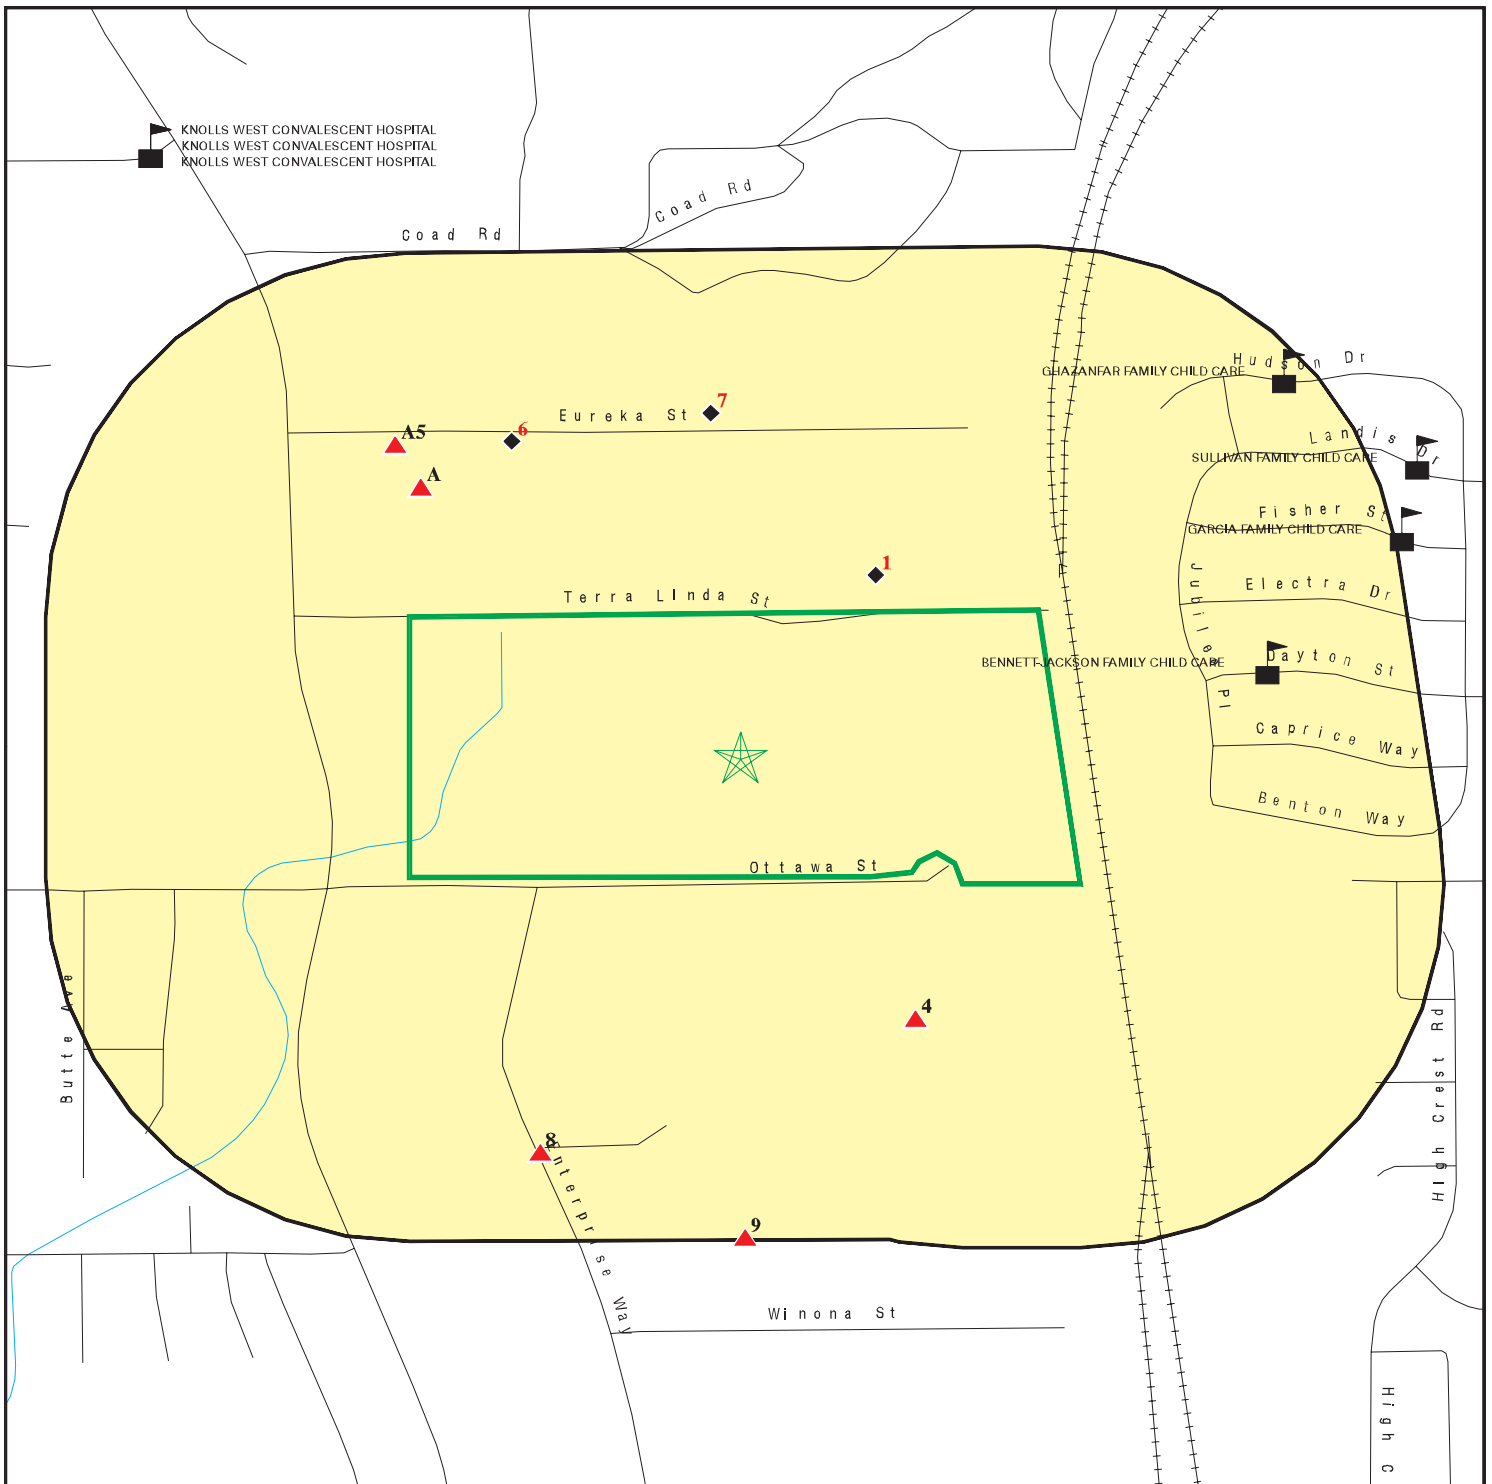 KNOLLS WEST CONVALESCENT HOSPITAL
KNOLLS WEST CONVALESCENT HOSPITAL
KNOLLS WEST CONVALESCENT HOSPITAL
Coad Rd
Coad Rd
Hudson Dr
GHAZANFAR FAMILY CHILD CARE
7
Eureka St
6
A5
A
Landis Dr
SULLIVAN FAMILY CHILD CARE
Fisher St
GARCIA FAMILY CHILD CARE
1
Terra LInda St
Jubilee Pl
Electra Dr
BENNETT-JACKSON FAMILY CHILD CARE
Dayton St
Caprice Way
Benton Way
Ottawa St
Butte Ave
4
HIgh Crest Rd
8
Enterprise Way
9
Winona St
High C